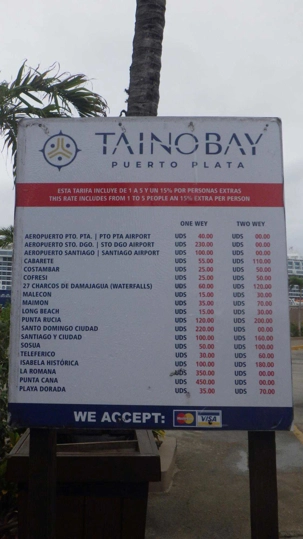 TAINOBAY
PUERTO PLATA
ESTA TARIFA INCLUYE DE 1 A 5 Y UN 15% POR PERSONAS EXTRAS
THIS RATE INCLUDES FROM 1 TO 5 PEOPLE AN 15% EXTRA PER PERSON
ONE WEY TWO WEY
AEROPUERTO PTO. PTA. | PTO PTA AIRPORT UDS 40.00 UDS 00.00
AEROPUERTO STO. DGO. | STO DGO AIRPORT UDS 230.00 UDS 00.00
AEROPUERTO SANTIAGO | SANTIAGO AIRPORT UDS 100.00 UDS 00.00
CABARETE UDS 55.00 UDS 110.00
COSTAMBAR UDS 25.00 UDS 50.00
COFRESI UDS 25.00 UDS 50.00
27 CHARCOS DE DAMAJAGUA (WATERFALLS) UDS 60.00 UDS 120.00
MALECON UDS 15.00 UDS 30.00
MAIMON UDS 35.00 UDS 70.00
LONG BEACH UDS 15.00 UDS 30.00
PUNTA RUCIA UDS 120.00 UDS 200.00
SANTO DOMINGO CIUDAD UDS 220.00 UDS 00.00
SANTIAGO Y CIUDAD UDS 100.00 UDS 160.00
SOSUA UDS 50.00 UDS 100.00
TELEFERICO UDS 30.00 UDS 60.00
ISABELA HISTÓRICA UDS 100.00 UDS 180.00
LA ROMANA UDS 350.00 UDS 00.00
PUNTA CANA UDS 450.00 UDS 00.00
PLAYA DORADA UDS 35.00 UDS 70.00
WE ACCEPT: MasterCard VISA